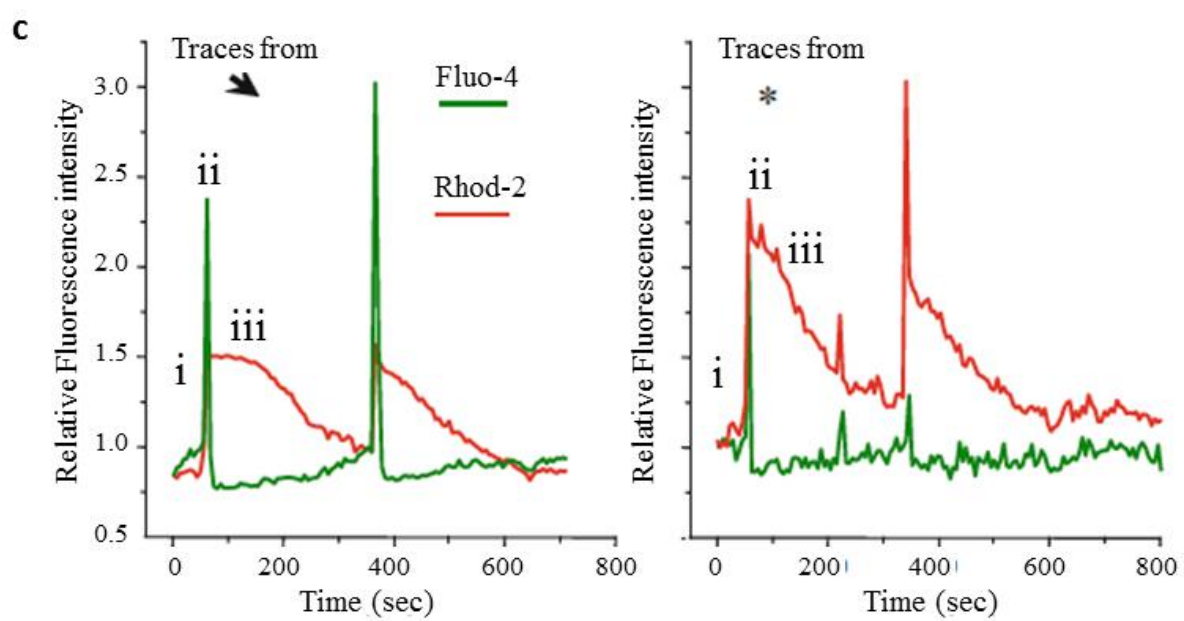 c
Traces from
Fluo-4
Rhod-2
ii
iii
i
Relative Fluorescence intensity
3.0
2.5
2.0
1.5
1.0
0.5
0
200
400
600
800
Time (sec)
Traces from
*
ii
iii
i
Relative Fluorescence intensity
0
200
400
600
800
Time (sec)